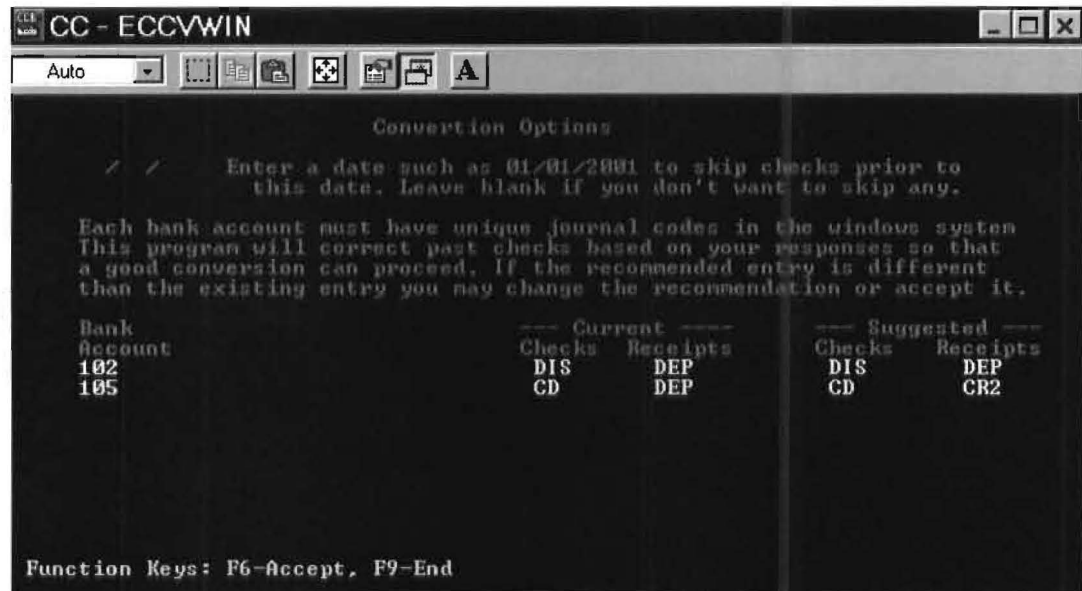 CC - ECCVWIN
Auto
A
Convertion Options
/ / Enter a date such as 01/01/2001 to skip checks prior to
this date. Leave blank if you don't want to skip any.
Each bank account must have unique journal codes in the windows system
This program will correct past checks based on your responses so that
a good conversion can proceed. If the recommended entry is different
than the existing entry you may change the recommendation or accept it.
Bank --- Current ---- --- Suggested ---
Account Checks Receipts Checks Receipts
102 DIS DEP DIS DEP
105 CD DEP CD CR2
Function Keys: F6-Accept, F9-End